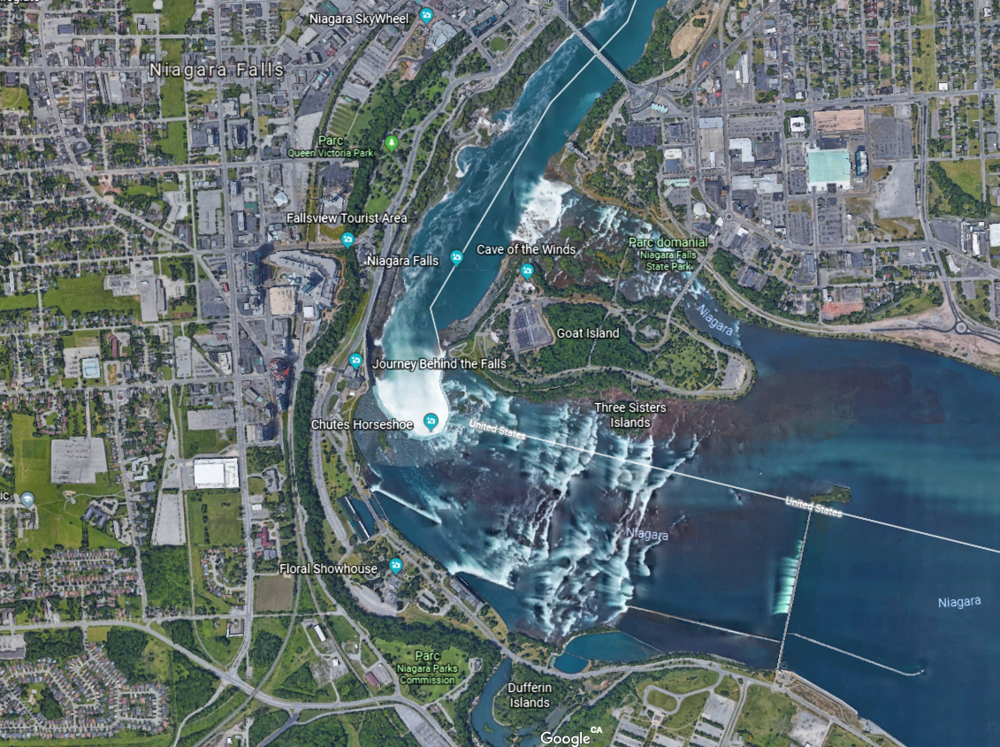 Niagara SkyWheel
Niagara Falls
Parc
Queen Victoria Park
Fallsview Tourist Area
Niagara Falls
Cave of the Winds
Parc domanial
Niagara Falls
State Park
Niagara
Goat Island
Journey Behind the Falls
Three Sisters
Islands
Chutes Horseshoe
United States
United States
ic
Niagara
Floral Showhouse
Niagara
Parc
Niagara Parks
Commission
Dufferin
Islands
Google
CA